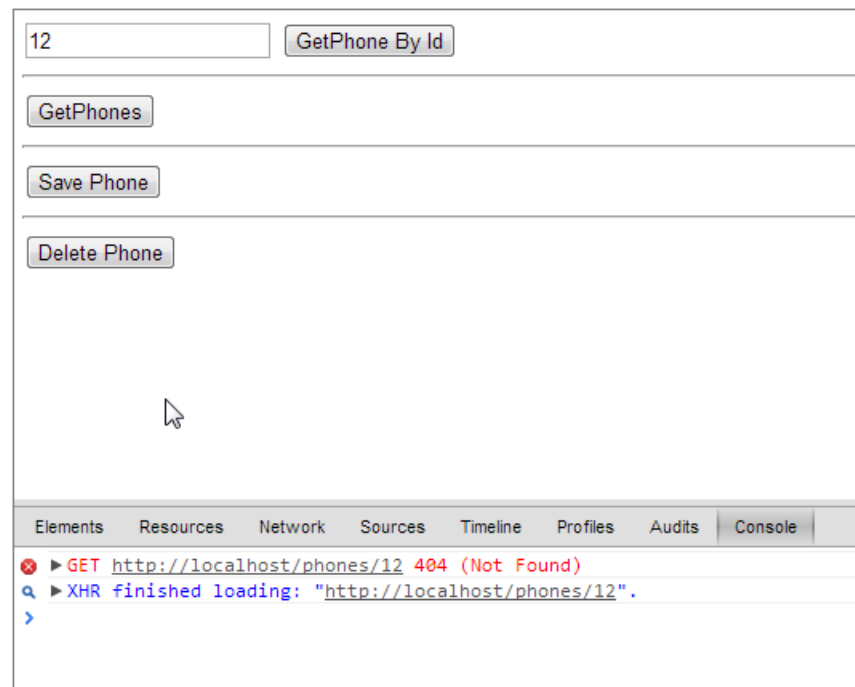 12 GetPhone By Id
GetPhones
Save Phone
Delete Phone
Elements Resources Network Sources Timeline Profiles Audits Console
GET http://localhost/phones/12 404 (Not Found)
XHR finished loading: "http://localhost/phones/12".